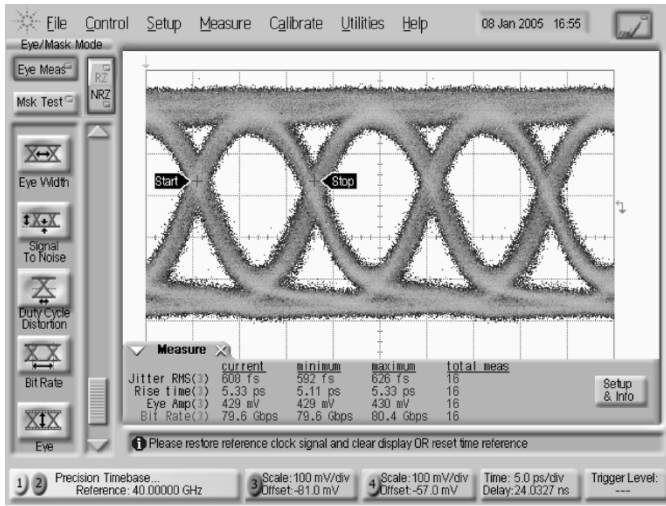 File Control Setup Measure Calibrate Utilities Help 08 Jan 2005 16:55
Eye/Mask Mode
Eye Meas
RZ
NRZ
Msk Test
Eye Width
Signal
To Noise
Duty Cycle
Distortion
Bit Rate
Eye
Start
Stop
Measure
current minimum maximum total meas
Jitter RMS(3) 608 fs 592 fs 626 fs 16
Rise time(3) 5.33 ps 5.11 ps 5.33 ps 16
Eye Amp(3) 429 mV 429 mV 430 mV 16
Bit Rate(3) 79.6 Gbps 79.6 Gbps 80.4 Gbps 16
Setup
& Info
Please restore reference clock signal and clear display OR reset time reference
1 2 Precision Timebase...
Reference: 40.00000 GHz
3 Scale: 100 mV/div
Offset:-81.0 mV
4 Scale: 100 mV/div
Offset:-57.0 mV
Time: 5.0 ps/div
Delay:24.0327 ns
Trigger Level:
---